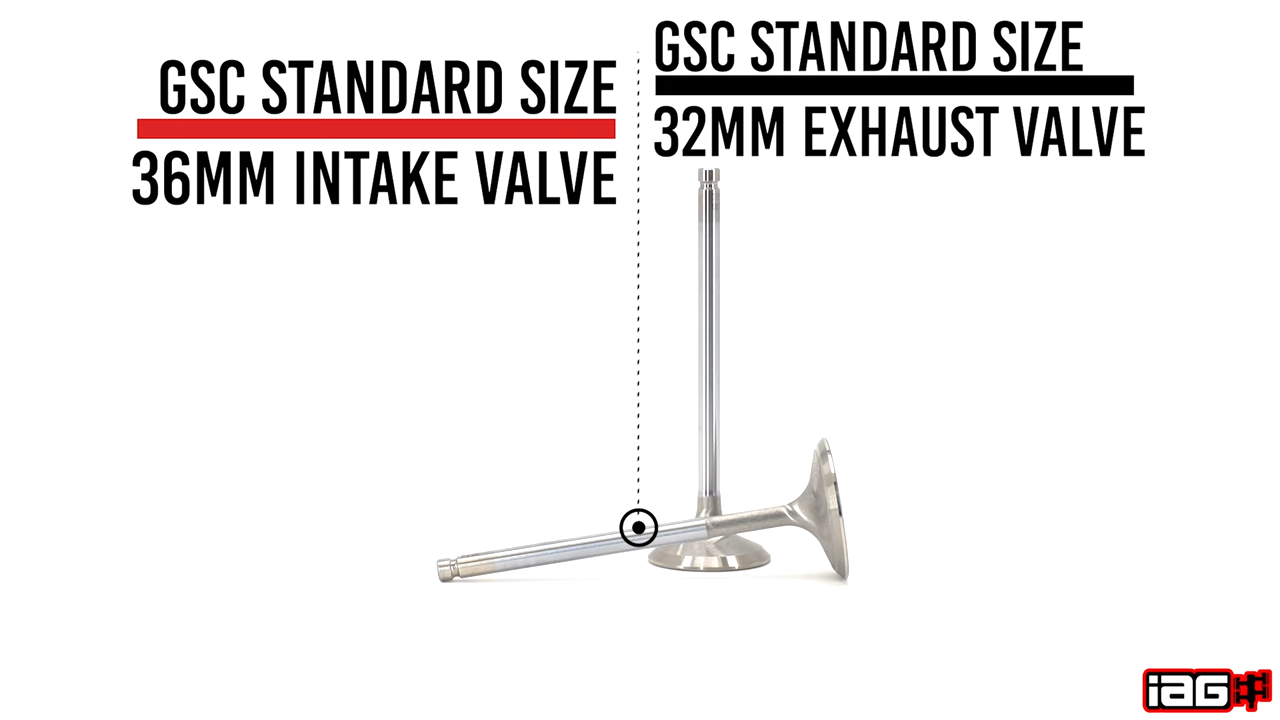 GSC STANDARD SIZE
36MM INTAKE VALVE
GSC STANDARD SIZE
32MM EXHAUST VALVE
iAG